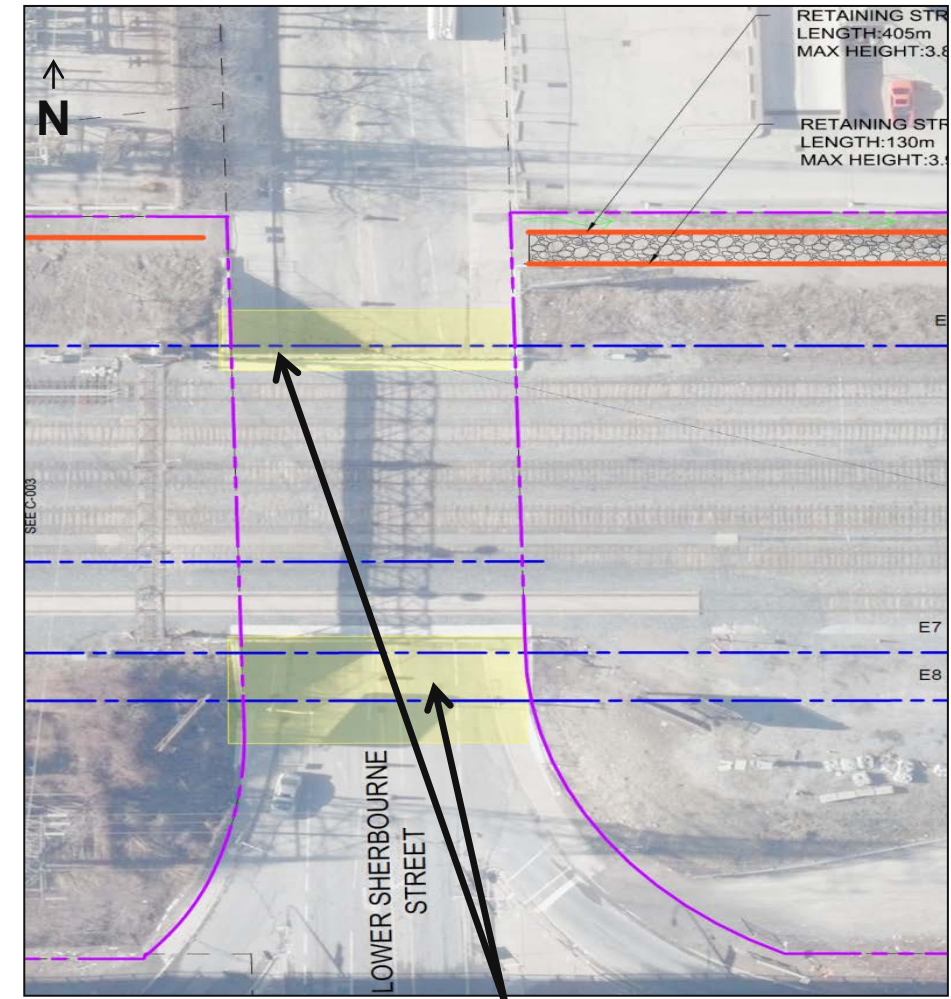 RETAINING STR
LENGTH:405m
MAX HEIGHT:3.8
N
RETAINING STR
LENGTH:130m
MAX HEIGHT:3.9
E
SEE C-003
E7
E8
LOWER SHERBOURNE
STREET